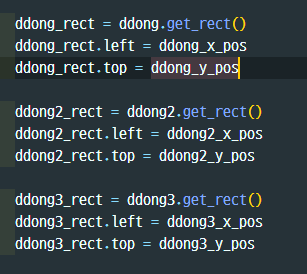 ddong_rect = ddong.get_rect()
ddong_rect.left = ddong_x_pos
ddong_rect.top = ddong_y_pos
ddong2_rect = ddong2.get_rect()
ddong2_rect.left = ddong2_x_pos
ddong2_rect.top = ddong2_y_pos
ddong3_rect = ddong3.get_rect()
ddong3_rect.left = ddong3_x_pos
ddong3_rect.top = ddong3_y_pos